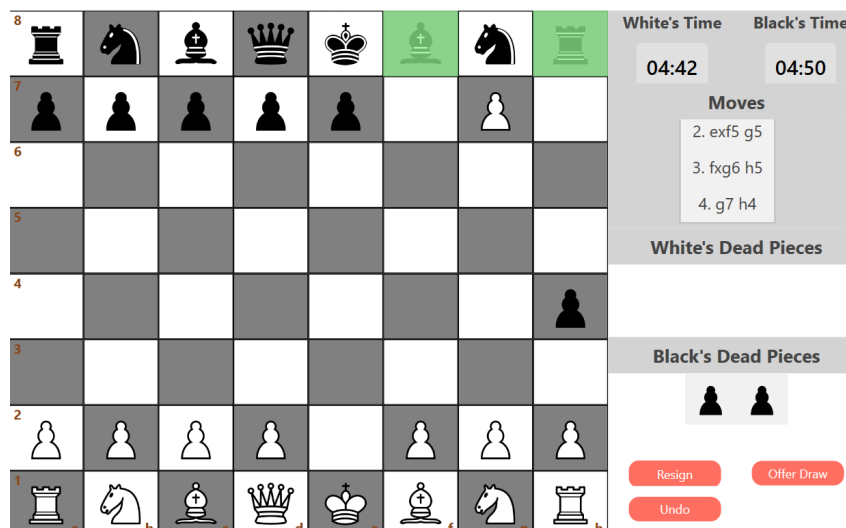 8
7
6
5
4
3
2
1
b
d
f
h
White's Time
Black's Time
04:42
04:50
Moves
2. exf5 g5
3. fxg6 h5
4. g7 h4
White's Dead Pieces
Black's Dead Pieces
Resign
Offer Draw
Undo